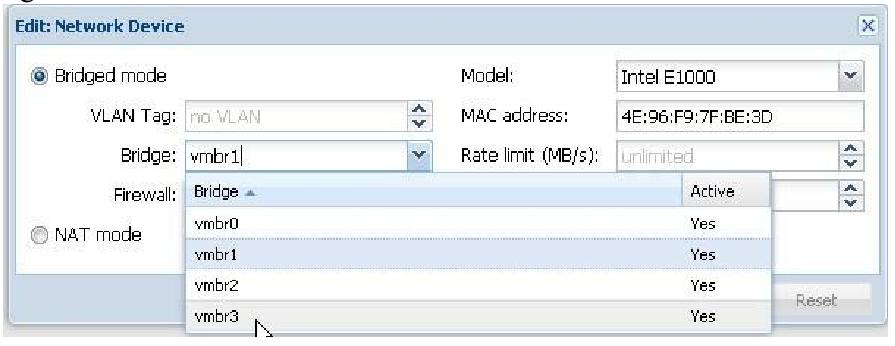 Edit: Network Device
Bridged mode
Model: Intel E1000
VLAN Tag: no VLAN
MAC address: 4E:96:F9:7F:BE:3D
Bridge: vmbr1
Rate limit (MB/s): unlimited
Firewall:
Bridge Active
vmbr0 Yes
NAT mode
vmbr1 Yes
vmbr2 Yes
Reset
vmbr3 Yes